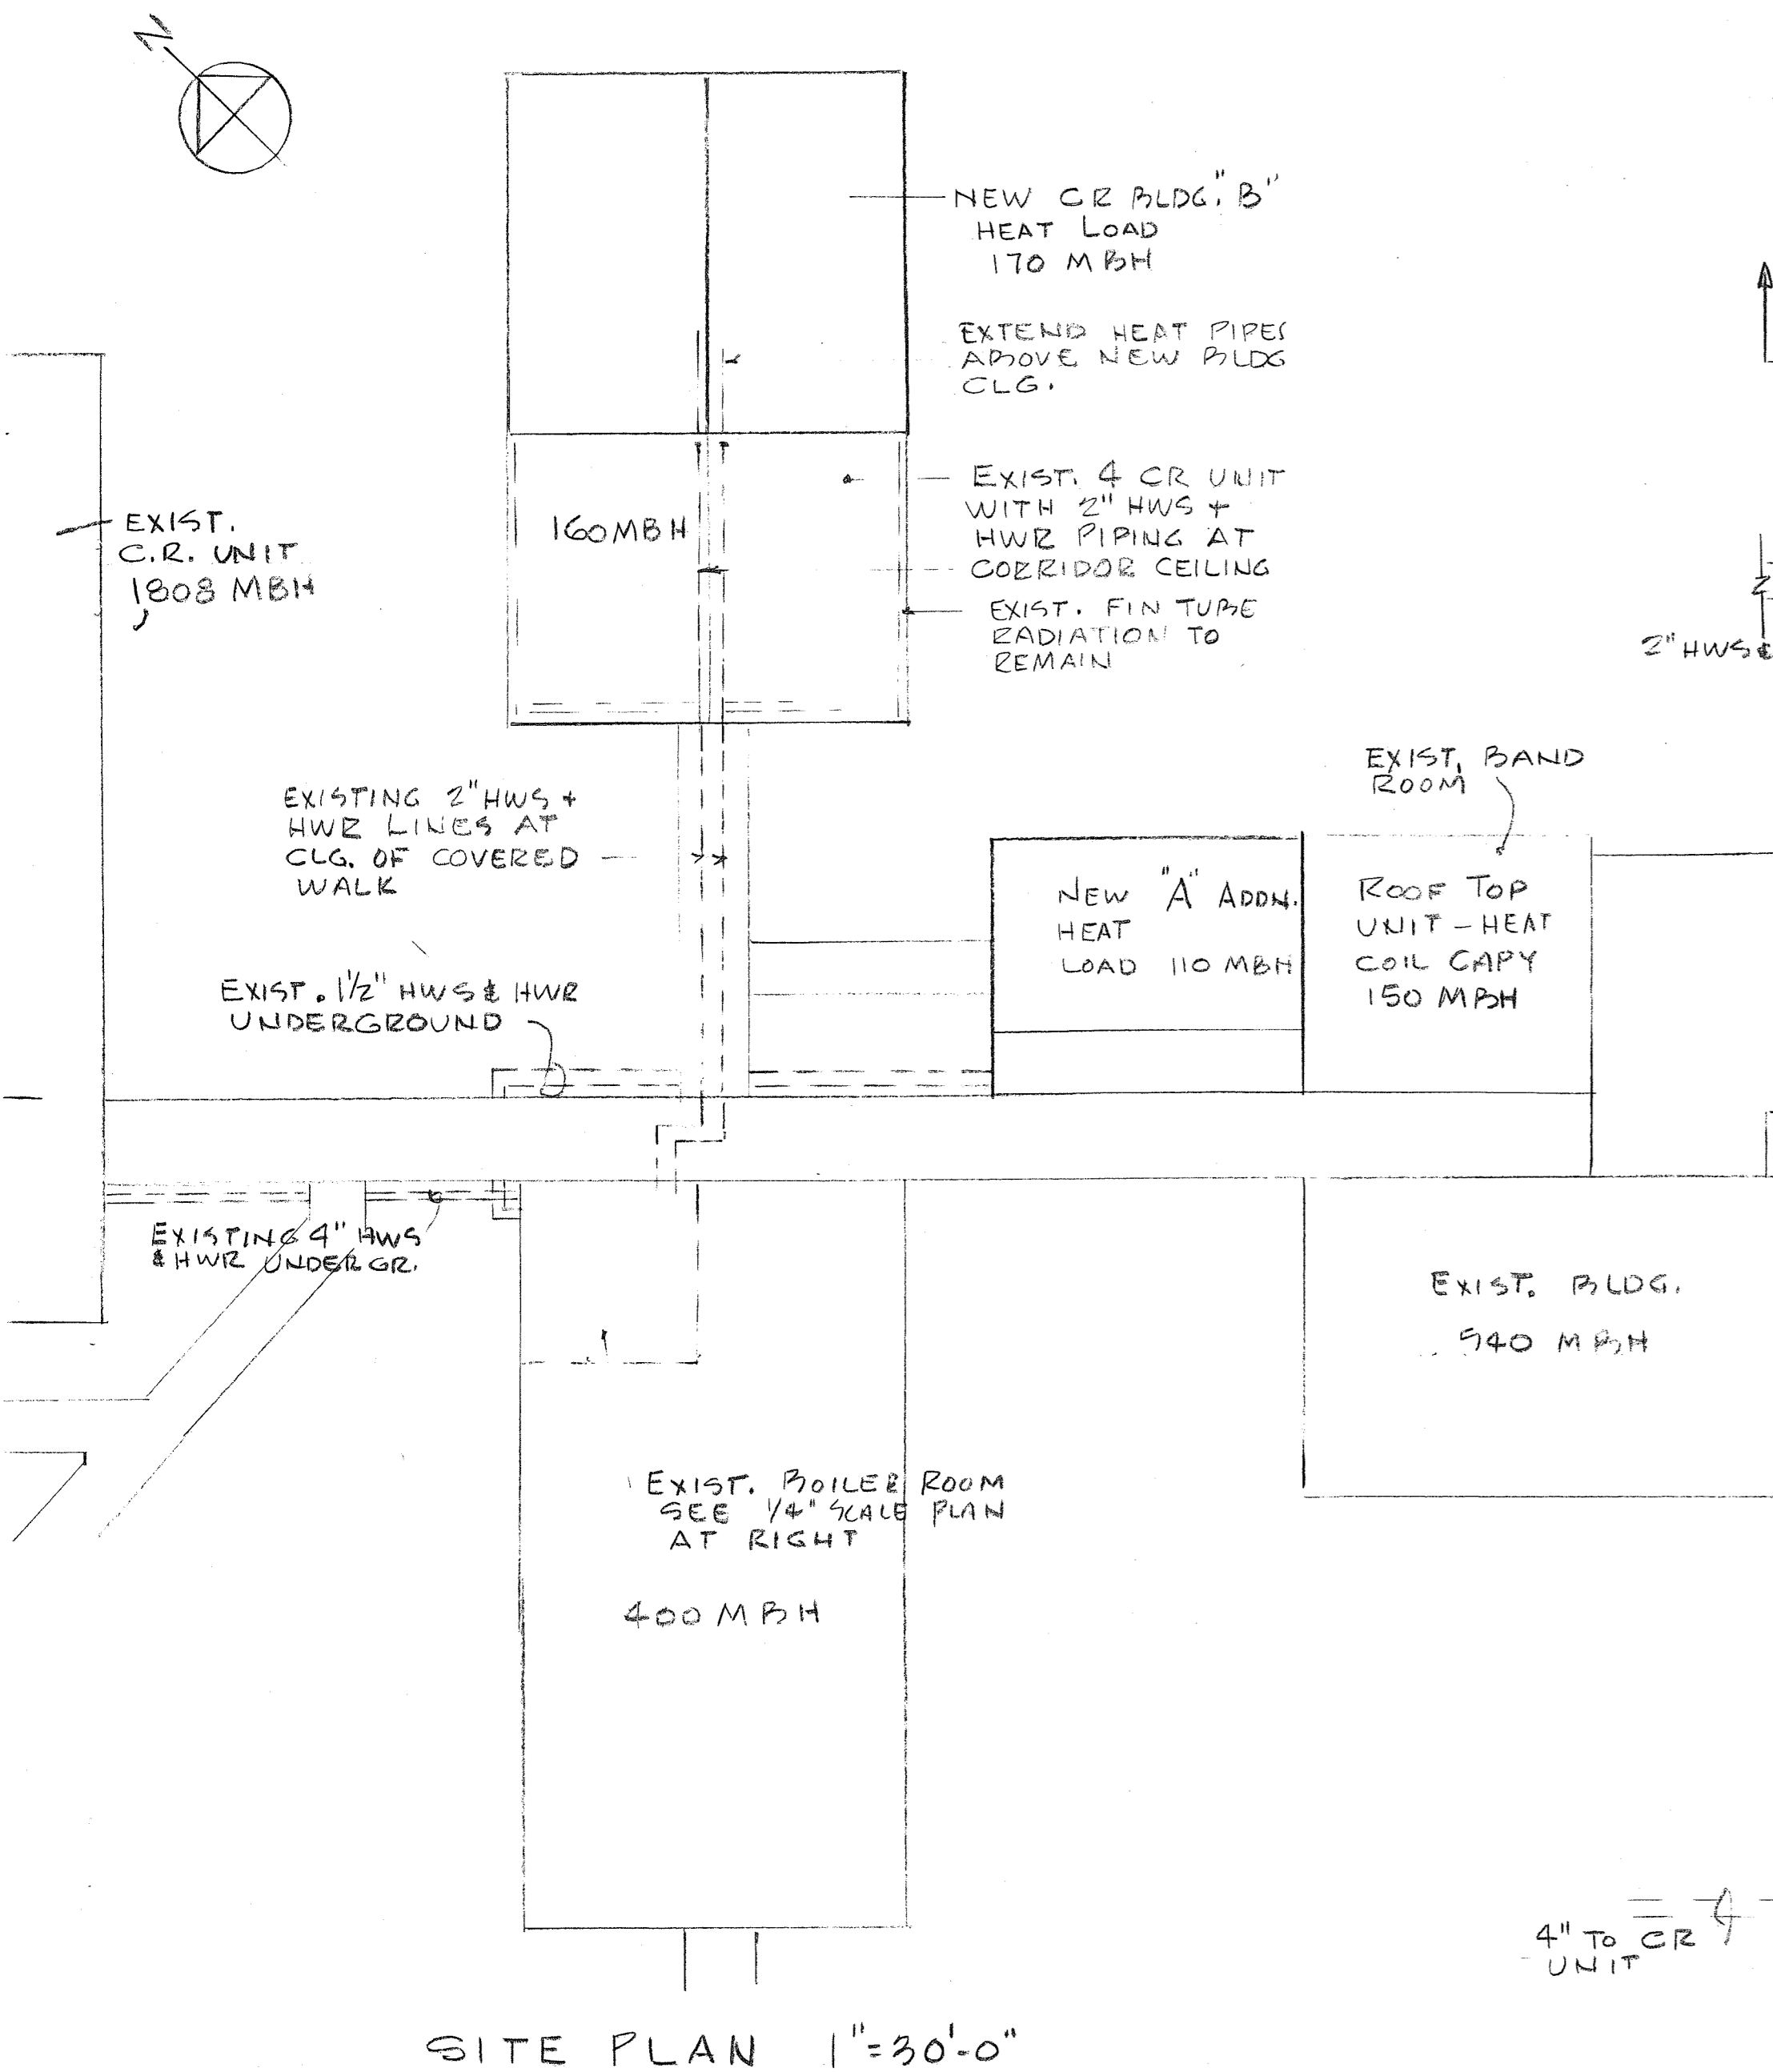 N
NEW CR BLDG. "B"
HEAT LOAD
170 MBH
EXTEND HEAT PIPES
ABOVE NEW BLDG
CLG.
EXIST. 4 CR UNIT
WITH 2" HWS +
HWR PIPING AT
CORRIDOR CEILING
EXIST. FIN TUBE
RADIATION TO
REMAIN
160 MBH
EXIST.
C.R. UNIT
1808 MBH
2" HWS &
EXISTING 2" HWS +
HWR LINES AT
CLG. OF COVERED
WALK
EXIST. BAND
ROOM
NEW "A" ADDN.
HEAT
LOAD 110 MBH
ROOF TOP
UNIT - HEAT
COIL CAPY
150 MBH
EXIST. 1 1/2" HWS & HWR
UNDERGROUND
EXISTING 4" HWS
& HWR UNDERGR.
EXIST. BLDG.
540 MBH
EXIST. BOILER ROOM
SEE 1/4" SCALE PLAN
AT RIGHT
400 MBH
4" TO CR
UNIT
SITE PLAN 1"=30'-0"